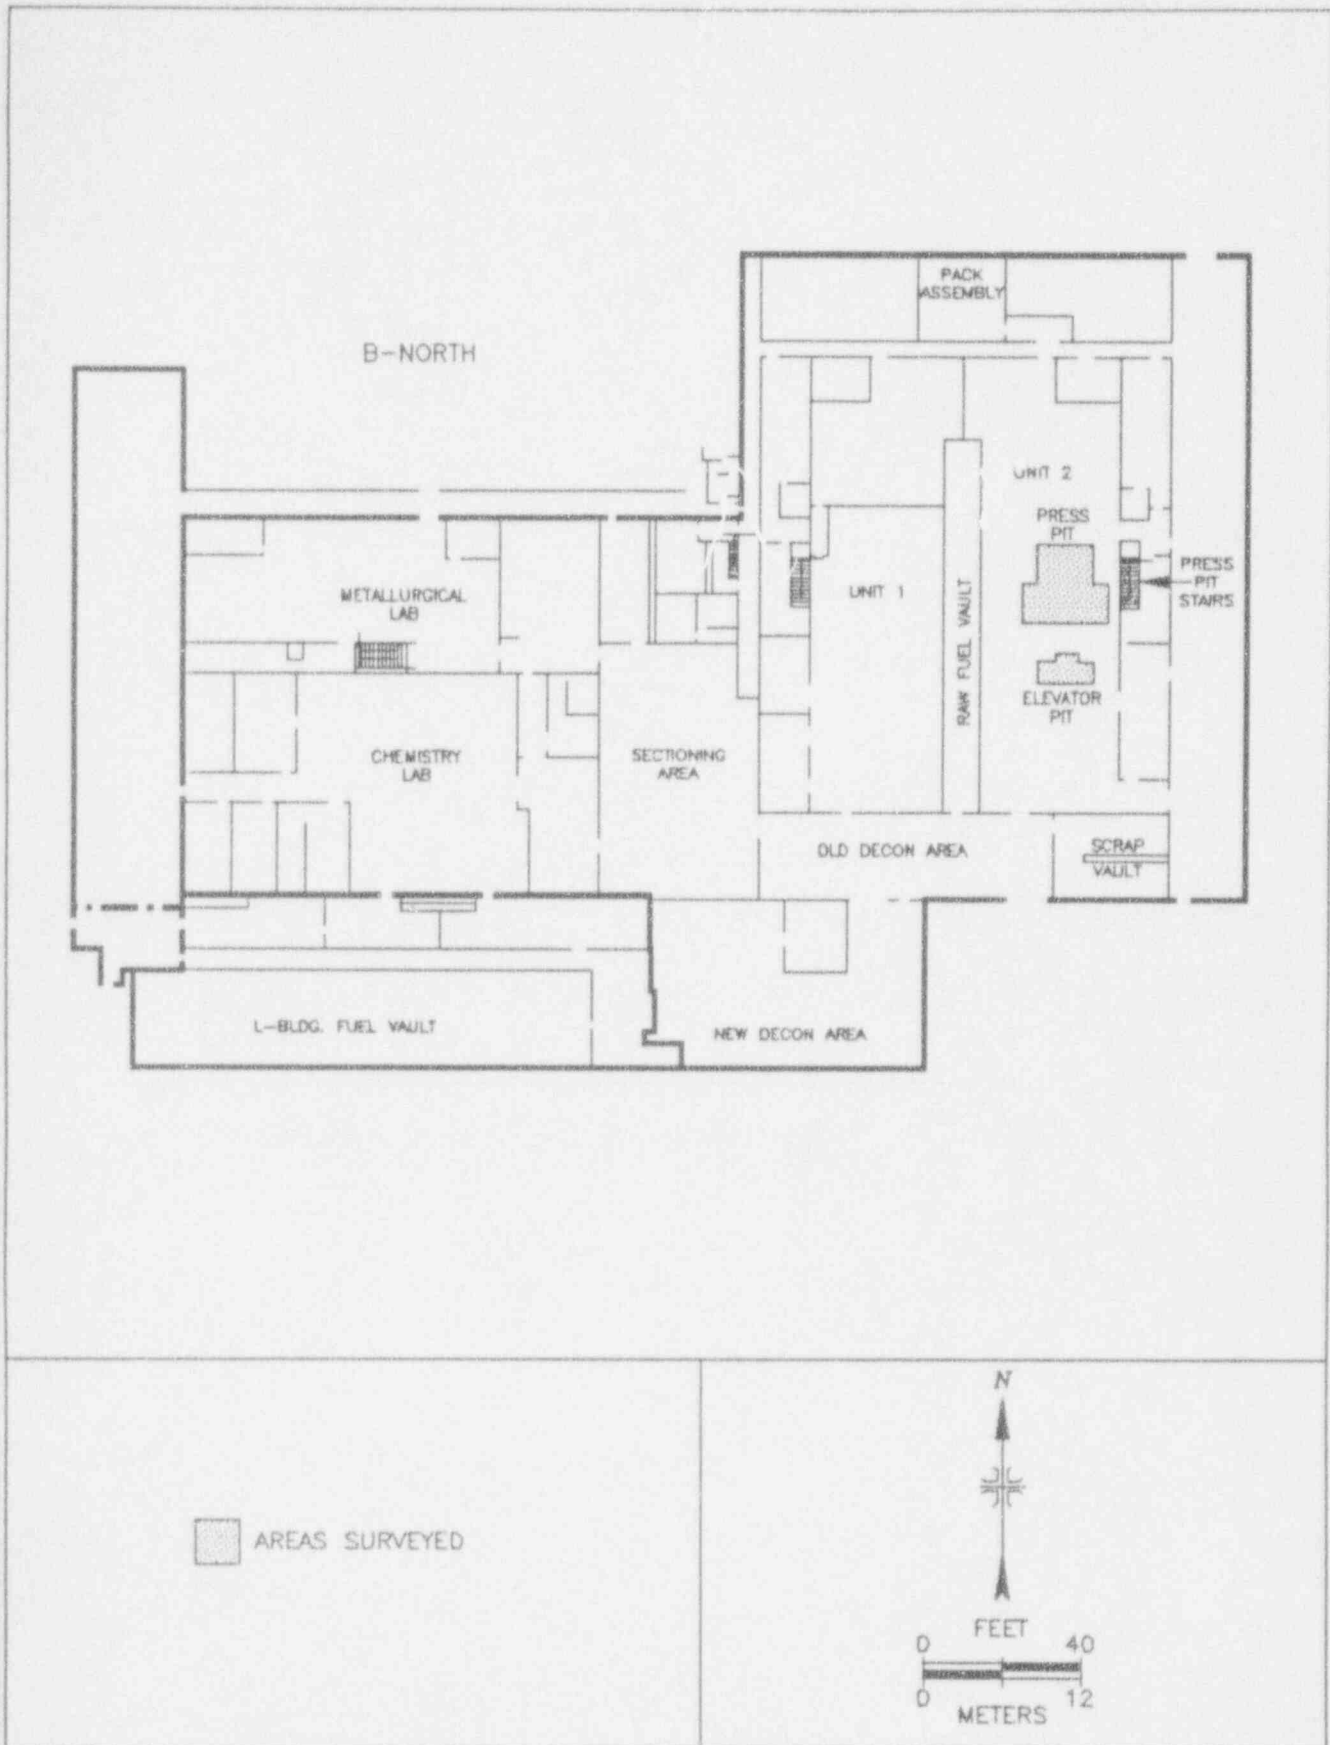 PACK
ASSEMBLY
B-NORTH
UNIT 2
PRESS
PIT
PRESS
PIT
STAIRS
METALLURGICAL
LAB
UNIT 1
RAW FUEL VAULT
ELEVATOR
PIT
CHEMISTRY
LAB
SECTIONING
AREA
OLD DECON AREA
SCRAP
VAULT
L-BLDG. FUEL VAULT
NEW DECON AREA
AREAS SURVEYED
N
FEET
0 40
0 12
METERS